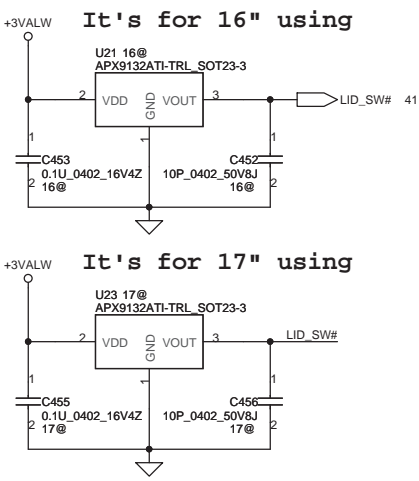 It's for 16" using
+3VALW
U21 16@
APX9132ATI-TRL_SOT23-3
2 VDD GND VOUT 3
LID_SW# 41
1
1 1
C453 C452
0.1U_0402_16V4Z 10P_0402_50V8J
2 16@ 16@ 2
It's for 17" using
+3VALW
U23 17@
APX9132ATI-TRL_SOT23-3
2 VDD GND VOUT 3
LID_SW#
1
1 1
C455 C456
0.1U_0402_16V4Z 10P_0402_50V8J
2 17@ 17@ 2